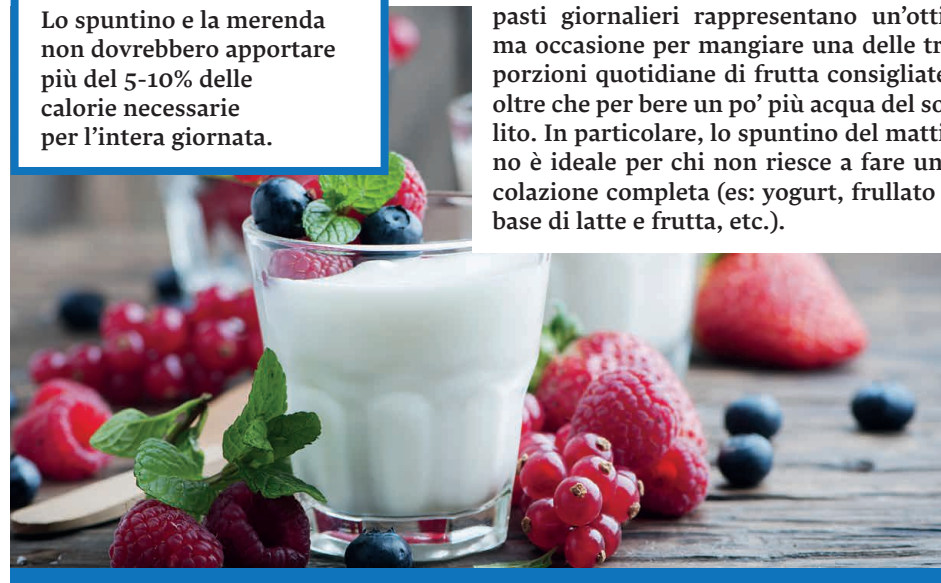 Lo spuntino e la merenda
non dovrebbero apportare
più del 5-10% delle
calorie necessarie
per l'intera giornata.
pasti giornalieri rappresentano un'otti
ma occasione per mangiare una delle tr
porzioni quotidiane di frutta consigliate
oltre che per bere un po' più acqua del so
lito. In particolare, lo spuntino del matti
no è ideale per chi non riesce a fare un
colazione completa (es: yogurt, frullato
base di latte e frutta, etc.).